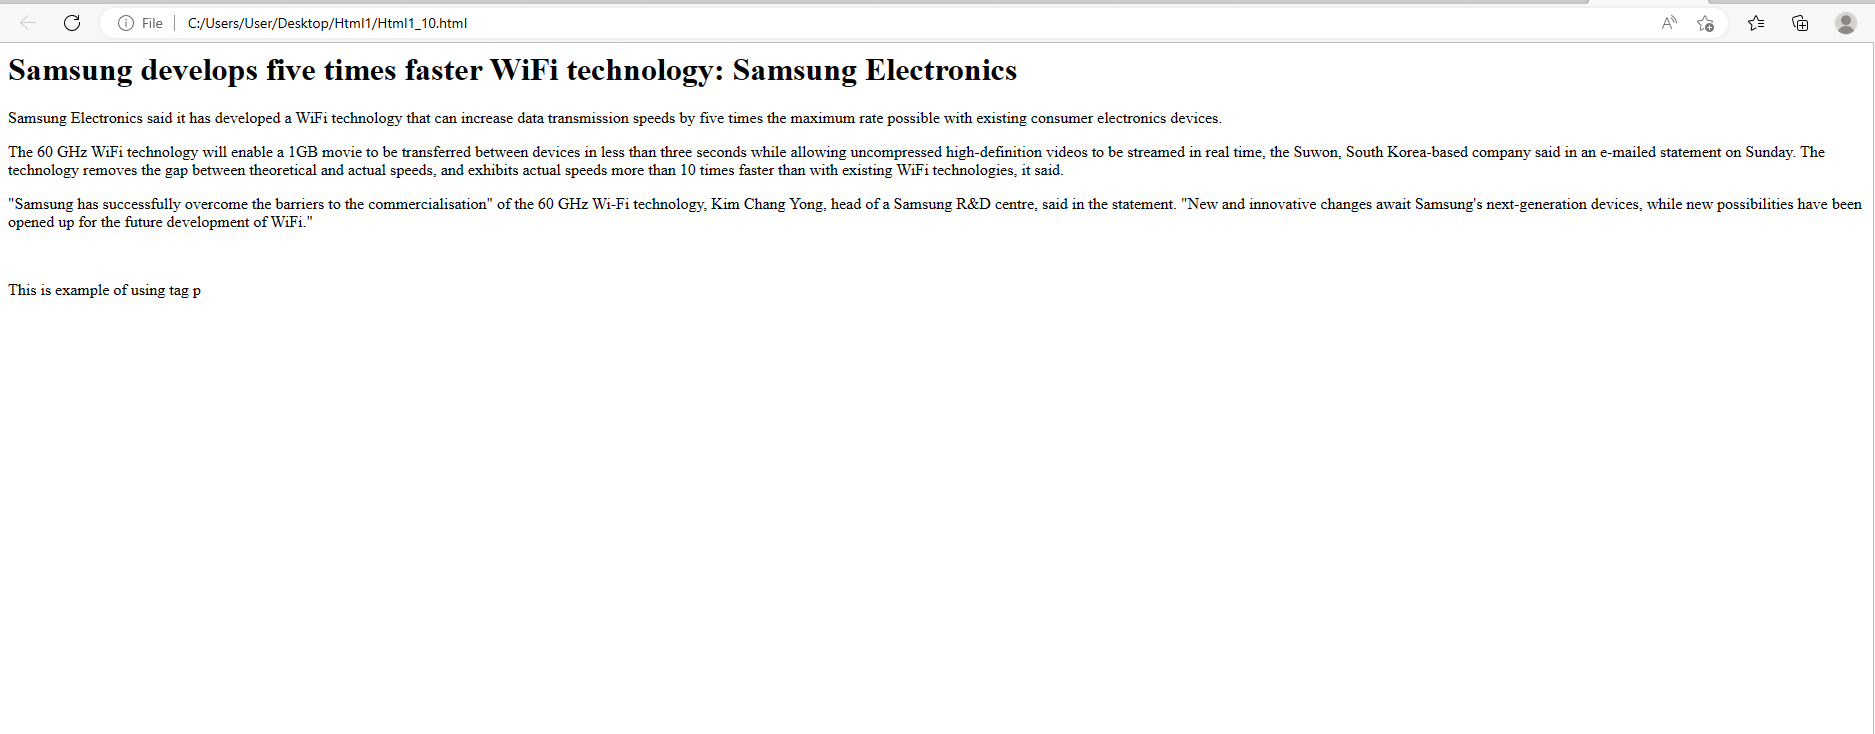 File C:/Users/User/Desktop/Html1/Html1_10.html
Samsung develops five times faster WiFi technology: Samsung Electronics
Samsung Electronics said it has developed a WiFi technology that can increase data transmission speeds by five times the maximum rate possible with existing consumer electronics devices.
The 60 GHz WiFi technology will enable a 1GB movie to be transferred between devices in less than three seconds while allowing uncompressed high-definition videos to be streamed in real time, the Suwon, South Korea-based company said in an e-mailed statement on Sunday. The
technology removes the gap between theoretical and actual speeds, and exhibits actual speeds more than 10 times faster than with existing WiFi technologies, it said.
"Samsung has successfully overcome the barriers to the commercialisation" of the 60 GHz Wi-Fi technology, Kim Chang Yong, head of a Samsung R&D centre, said in the statement. "New and innovative changes await Samsung's next-generation devices, while new possibilities have been
opened up for the future development of WiFi."
This is example of using tag p